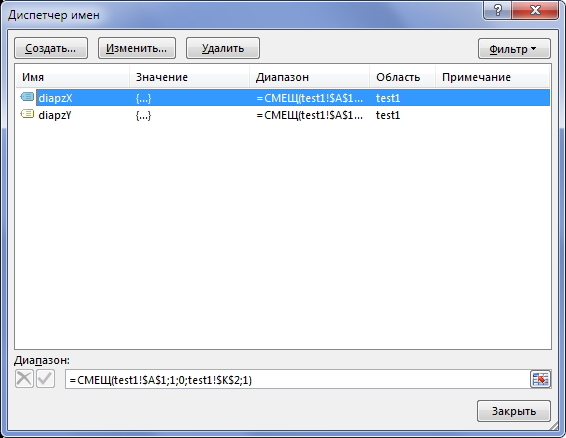 Диспетчер имен
Создать... Изменить... Удалить Фильтр
Имя Значение Диапазон Область Примечание
diapzX {...} =СМЕЩ(test1!$A$1... test1
diapzY {...} =СМЕЩ(test1!$A$1... test1
Диапазон:
=СМЕЩ(test1!$A$1;1;0;test1!$K$2;1)
Закрыть